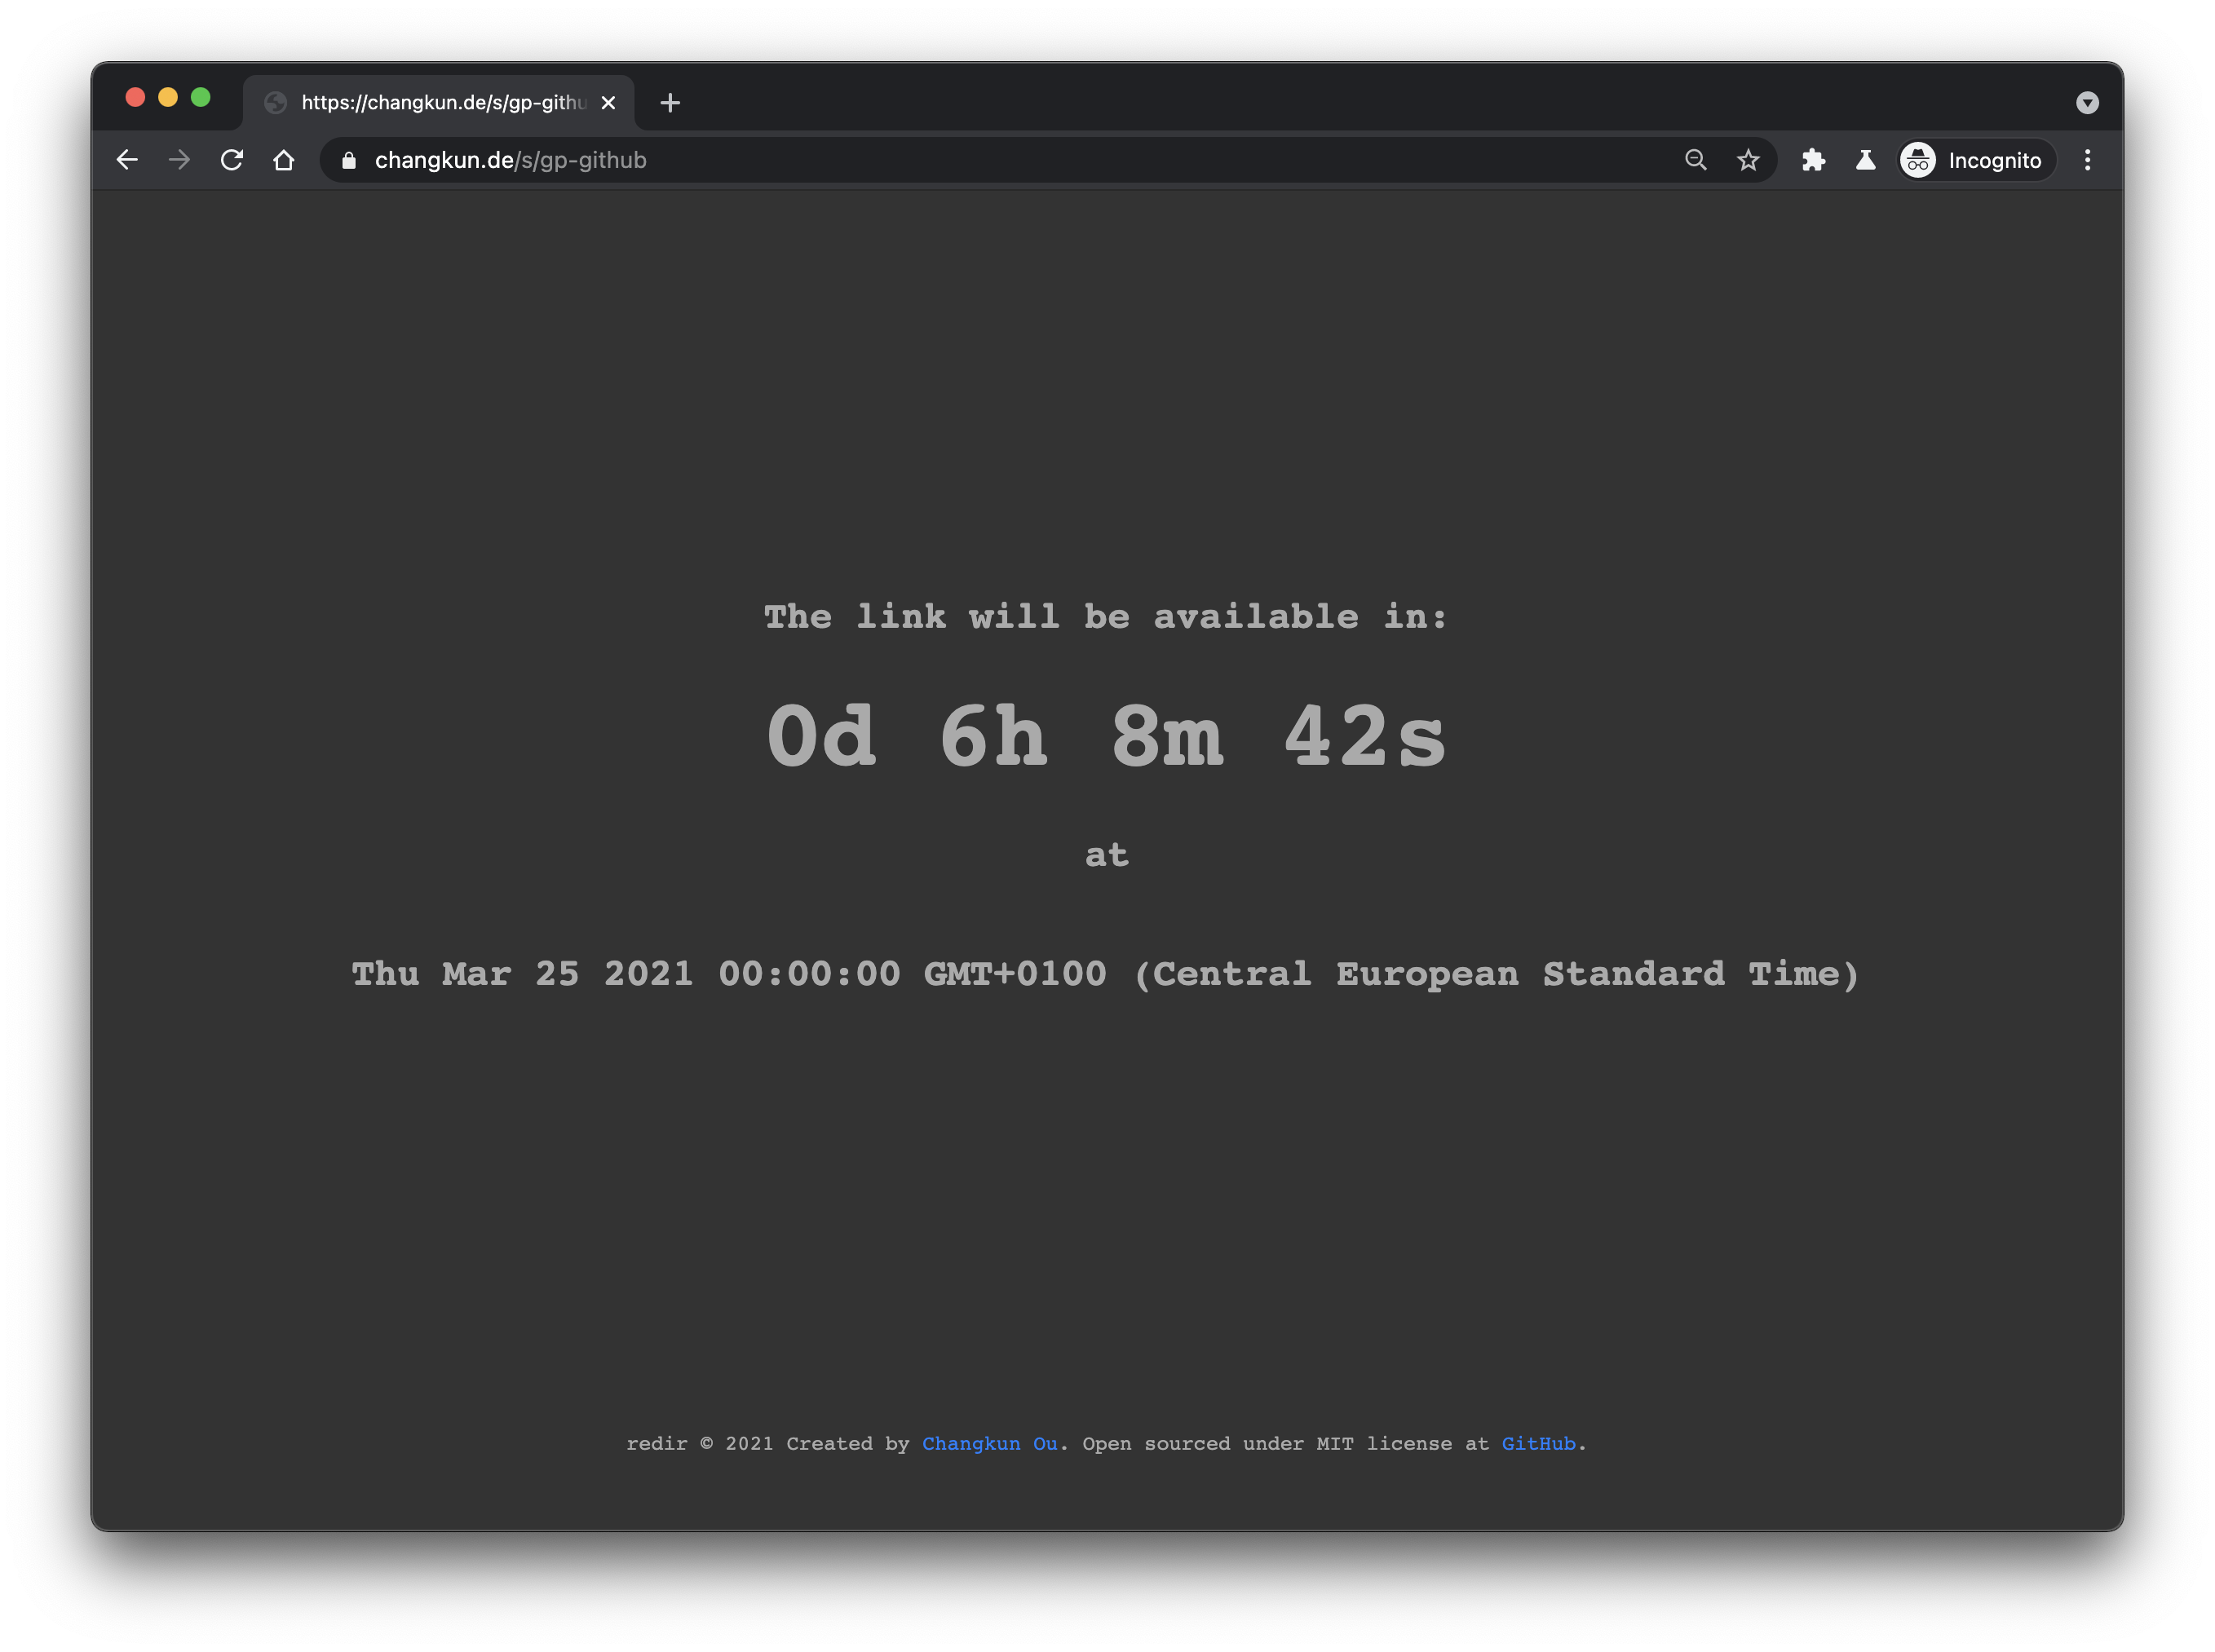 https://changkun.de/s/gp-githu
changkun.de/s/gp-github
Incognito
The link will be available in:
0d 6h 8m 42s
at
Thu Mar 25 2021 00:00:00 GMT+0100 (Central European Standard Time)
redir © 2021 Created by Changkun Ou. Open sourced under MIT license at GitHub.